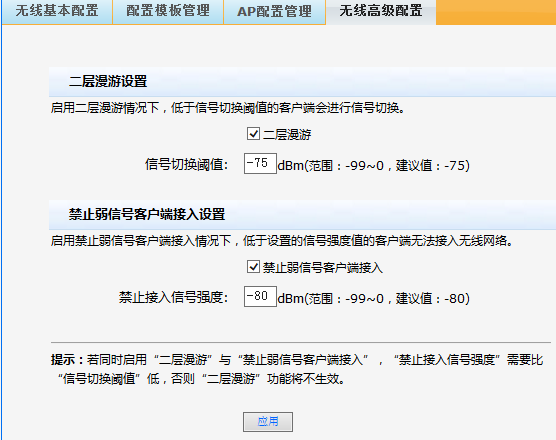 无线基本配置 配置模板管理 AP配置管理 无线高级配置
二层漫游设置
启用二层漫游情况下，低于信号切换阈值的客户端会进行信号切换。
二层漫游
信号切换阈值： -75 dBm(范围：-99~0，建议值：-75)
禁止弱信号客户端接入设置
启用禁止弱信号客户端接入情况下，低于设置的信号强度值的客户端无法接入无线网络。
禁止弱信号客户端接入
禁止接入信号强度： -80 dBm(范围：-99~0，建议值：-80)
提示：若同时启用“二层漫游”与“禁止弱信号客户端接入”，“禁止接入信号强度”需要比
“信号切换阈值”低，否则“二层漫游”功能将不生效。
应用